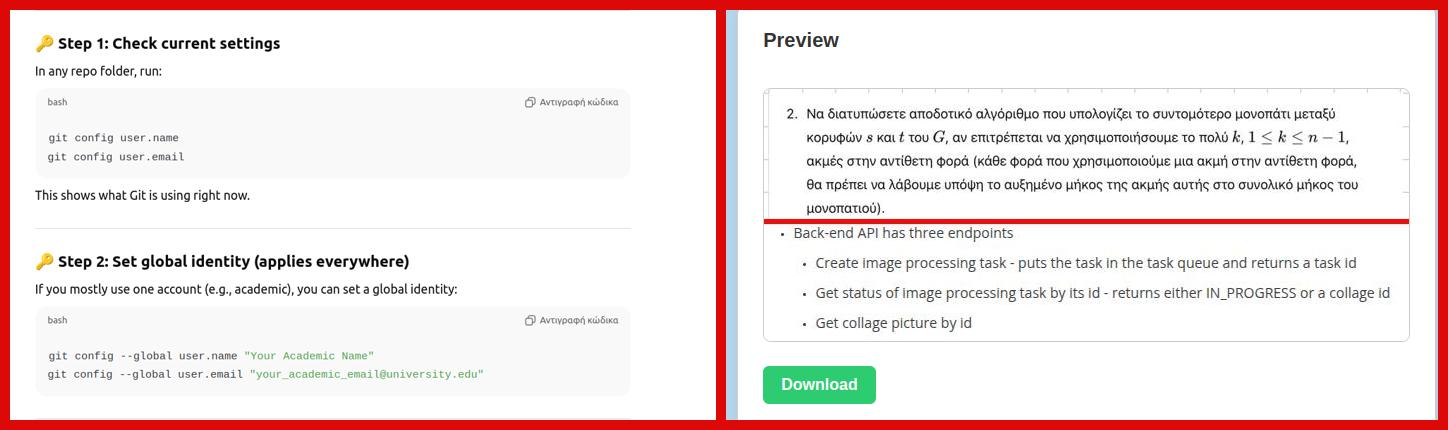 🔑 Step 1: Check current settings
In any repo folder, run:
bash
Αντιγραφή κώδικα
git config user.name
git config user.email
This shows what Git is using right now.
🔑 Step 2: Set global identity (applies everywhere)
If you mostly use one account (e.g., academic), you can set a global identity:
bash
Αντιγραφή κώδικα
git config --global user.name "Your Academic Name"
git config --global user.email "your_academic_email@university.edu"
Preview
2. Να διατυπώσετε αποδοτικό αλγόριθμο που υπολογίζει το συντομότερο μονοπάτι μεταξύ
κορυφών s και t του G, αν επιτρέπεται να χρησιμοποιήσουμε το πολύ k, 1 ≤ k ≤ n − 1,
ακμές στην αντίθετη φορά (κάθε φορά που χρησιμοποιούμε μια ακμή στην αντίθετη φορά,
θα πρέπει να λάβουμε υπόψη το αυξημένο μήκος της ακμής αυτής στο συνολικό μήκος του
μονοπατιού).
• Back-end API has three endpoints
• Create image processing task - puts the task in the task queue and returns a task id
• Get status of image processing task by its id - returns either IN_PROGRESS or a collage id
• Get collage picture by id
Download